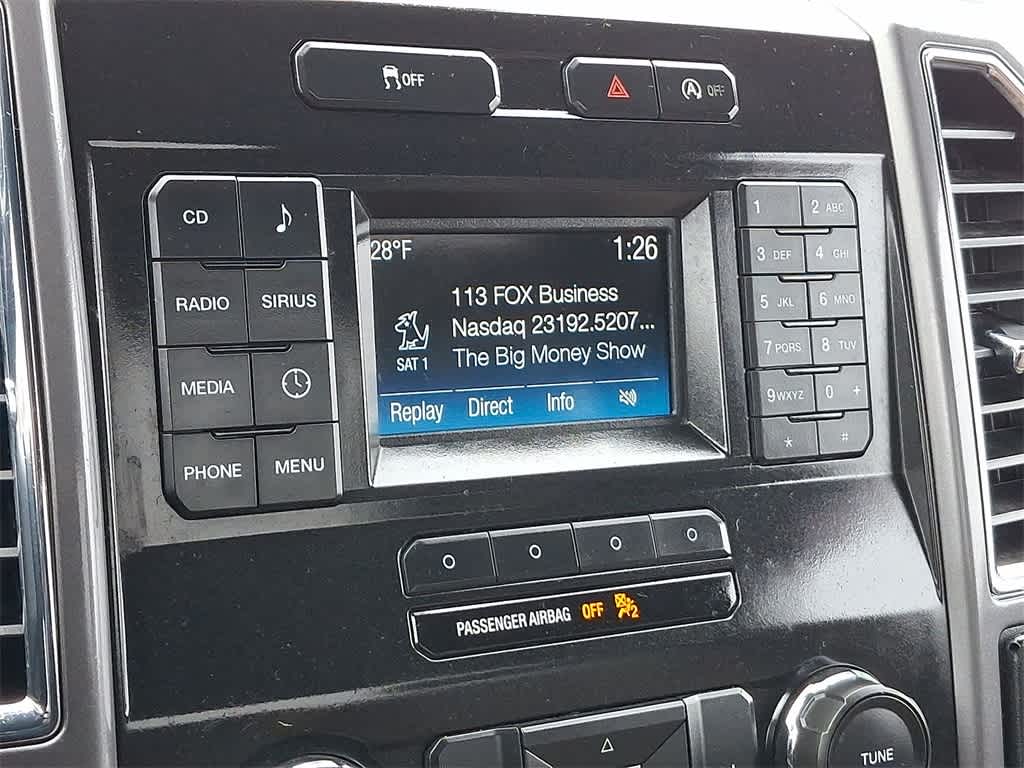 OFF
A OFF
CD
RADIO SIRIUS
MEDIA
PHONE MENU
28°F 1:26
113 FOX Business
Nasdaq 23192.5207...
SAT 1 The Big Money Show
Replay Direct Info
1 2 ABC
3 DEF 4 GHI
5 JKL 6 MNO
7 PQRS 8 TUV
9 WXYZ 0 +
* #
PASSENGER AIRBAG OFF 2
TUNE